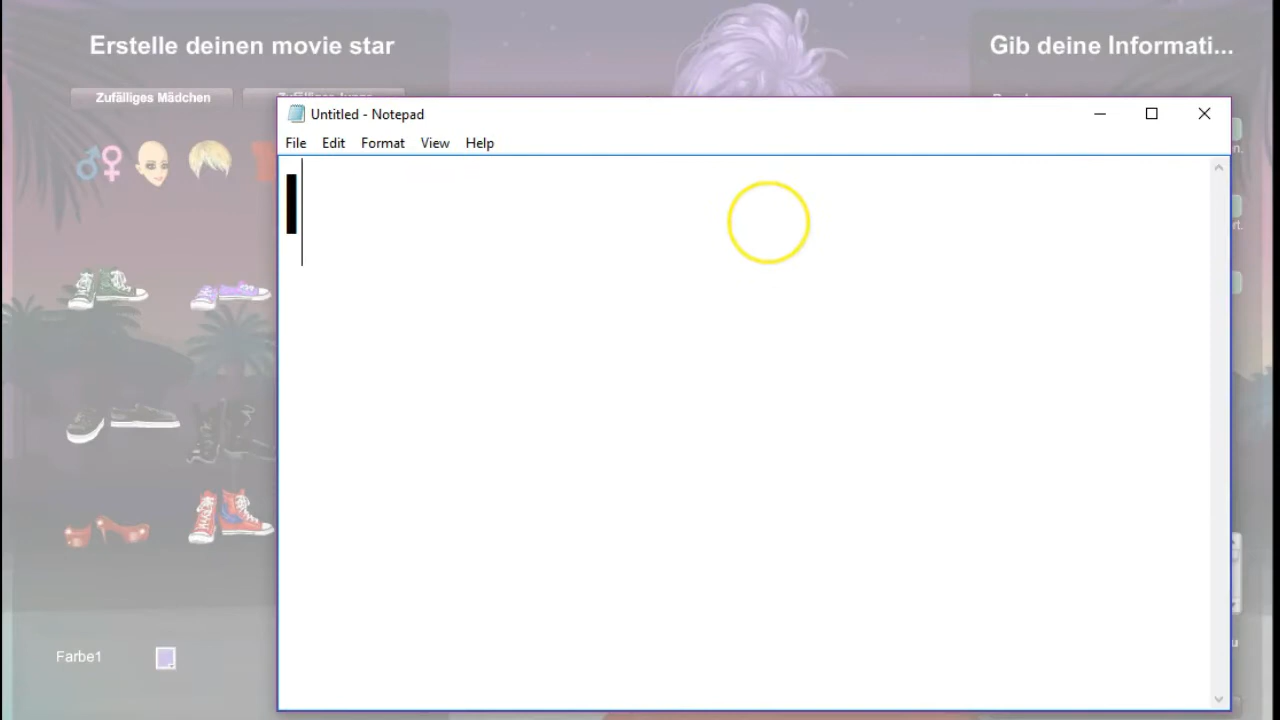 Erstelle deinen movie star
Gib deine Informati...
Zufälliges Mädchen
Untitled - Notepad
File Edit Format View Help
I
Farbe1